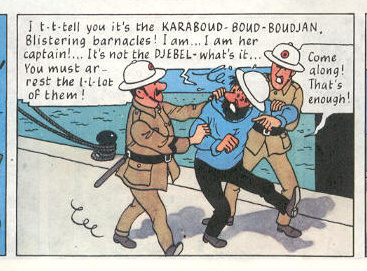 I t-t-tell you it's the KARABOUD-BOUD-BOUDJAN.
Blistering barnacles! I am... I am her
captain!... It's not the DJEBEL-what's it...
You must ar-
rest the l-l-lot
of them!
Come
along!
That's
enough!